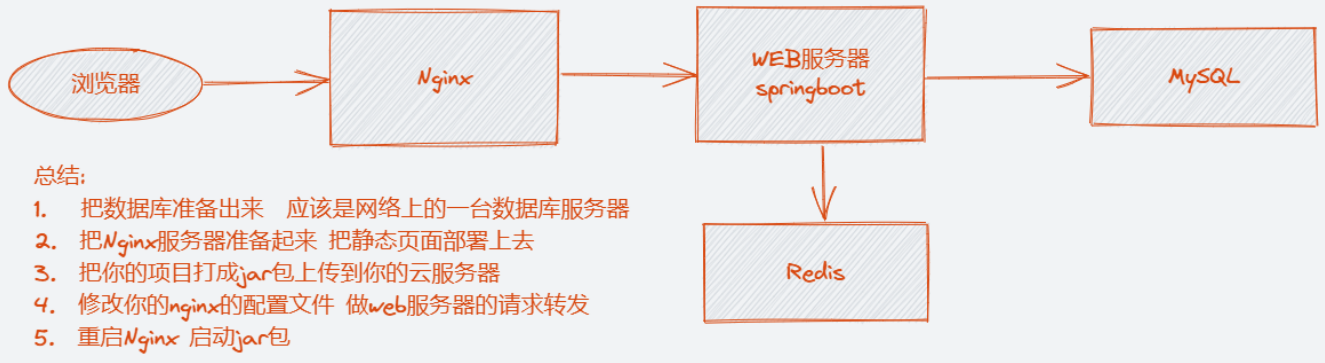 浏览器
Nginx
WEB服务器
springboot
MySQL
Redis
总结:
1. 把数据库准备出来 应该是网络上的一台数据库服务器
2. 把Nginx服务器准备起来 把静态页面部署上去
3. 把你的项目打成jar包上传到你的云服务器
4. 修改你的nginx的配置文件 做web服务器的请求转发
5. 重启Nginx 启动jar包